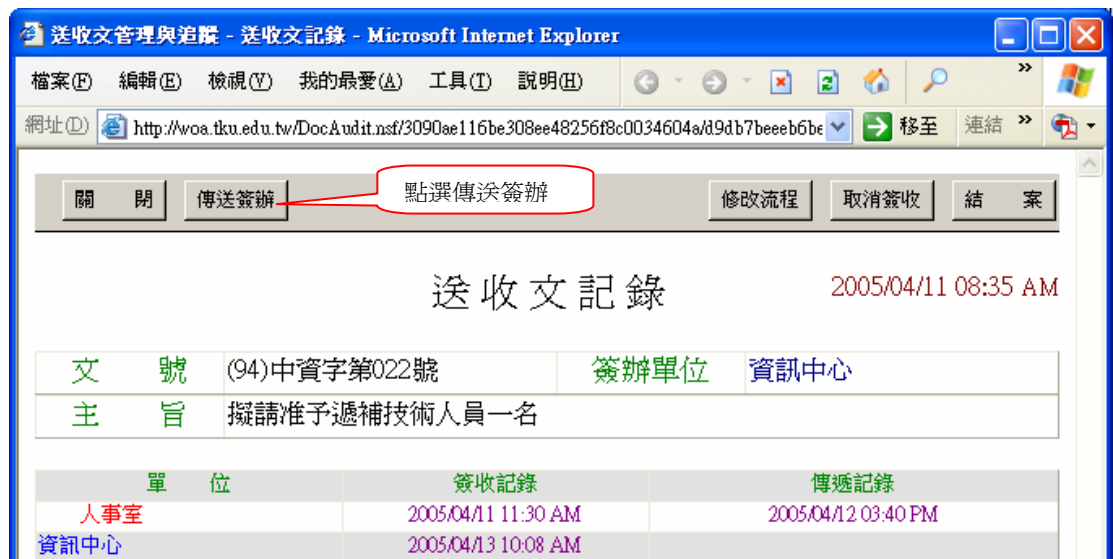 送收文管理與追蹤 - 送收文記錄 - Microsoft Internet Explorer
檔案(F) 編輯(E) 檢視(V) 我的最愛(A) 工具(T) 說明(H) »
網址(D) http://woa.tku.edu.tw/DocAudit.nsf/3090ae116be308ee48256f8c0034604a/d9db7beeeb6be 移至 連結 »
關 閉 傳送簽辦 點選傳送簽辦 修改流程 取消簽收 結 案
送 收 文 記 錄 2005/04/11 08:35 AM
文 號 (94)中資字第022號 簽辦單位 資訊中心
主 旨 擬請准予遞補技術人員一名
單 位 簽收記錄 傳遞記錄
人事室 2005/04/11 11:30 AM 2005/04/12 03:40 PM
資訊中心 2005/04/13 10:08 AM